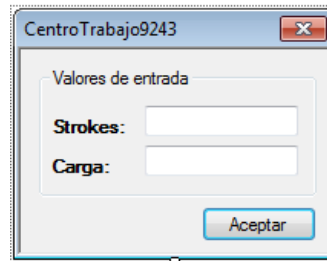 CentroTrabajo9243
Valores de entrada
Strokes:
Carga:
Aceptar